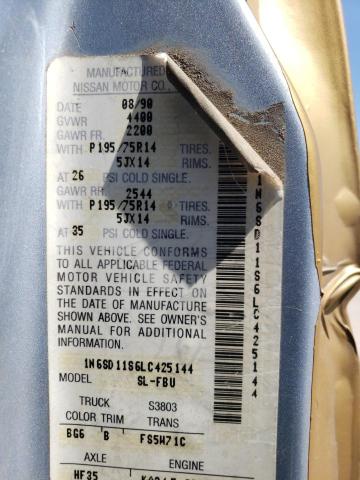 MANUFACTURED
NISSAN MOTOR CO.,
DATE 08/90
GVWR 4400
GAWR FR. 2200
WITH P195/75R14 TIRES.
5JX14 RIMS.
AT 26 PSI COLD SINGLE.
GAWR RR. 2544
WITH P195/75R14 TIRES.
5JX14 RIMS.
AT 35 PSI COLD SINGLE.
THIS VEHICLE CONFORMS
TO ALL APPLICABLE FEDERAL
MOTOR VEHICLE SAFETY
STANDARDS IN EFFECT ON
THE DATE OF MANUFACTURE
SHOWN ABOVE. SEE OWNER'S
MANUAL FOR ADDITIONAL
INFORMATION.
1N6SD11S6LC425144
MODEL SL-FBU
TRUCK S3803
COLOR TRIM TRANS
BG6 B FS5W71C
AXLE ENGINE
HF35
1N6SD11S6LC425144